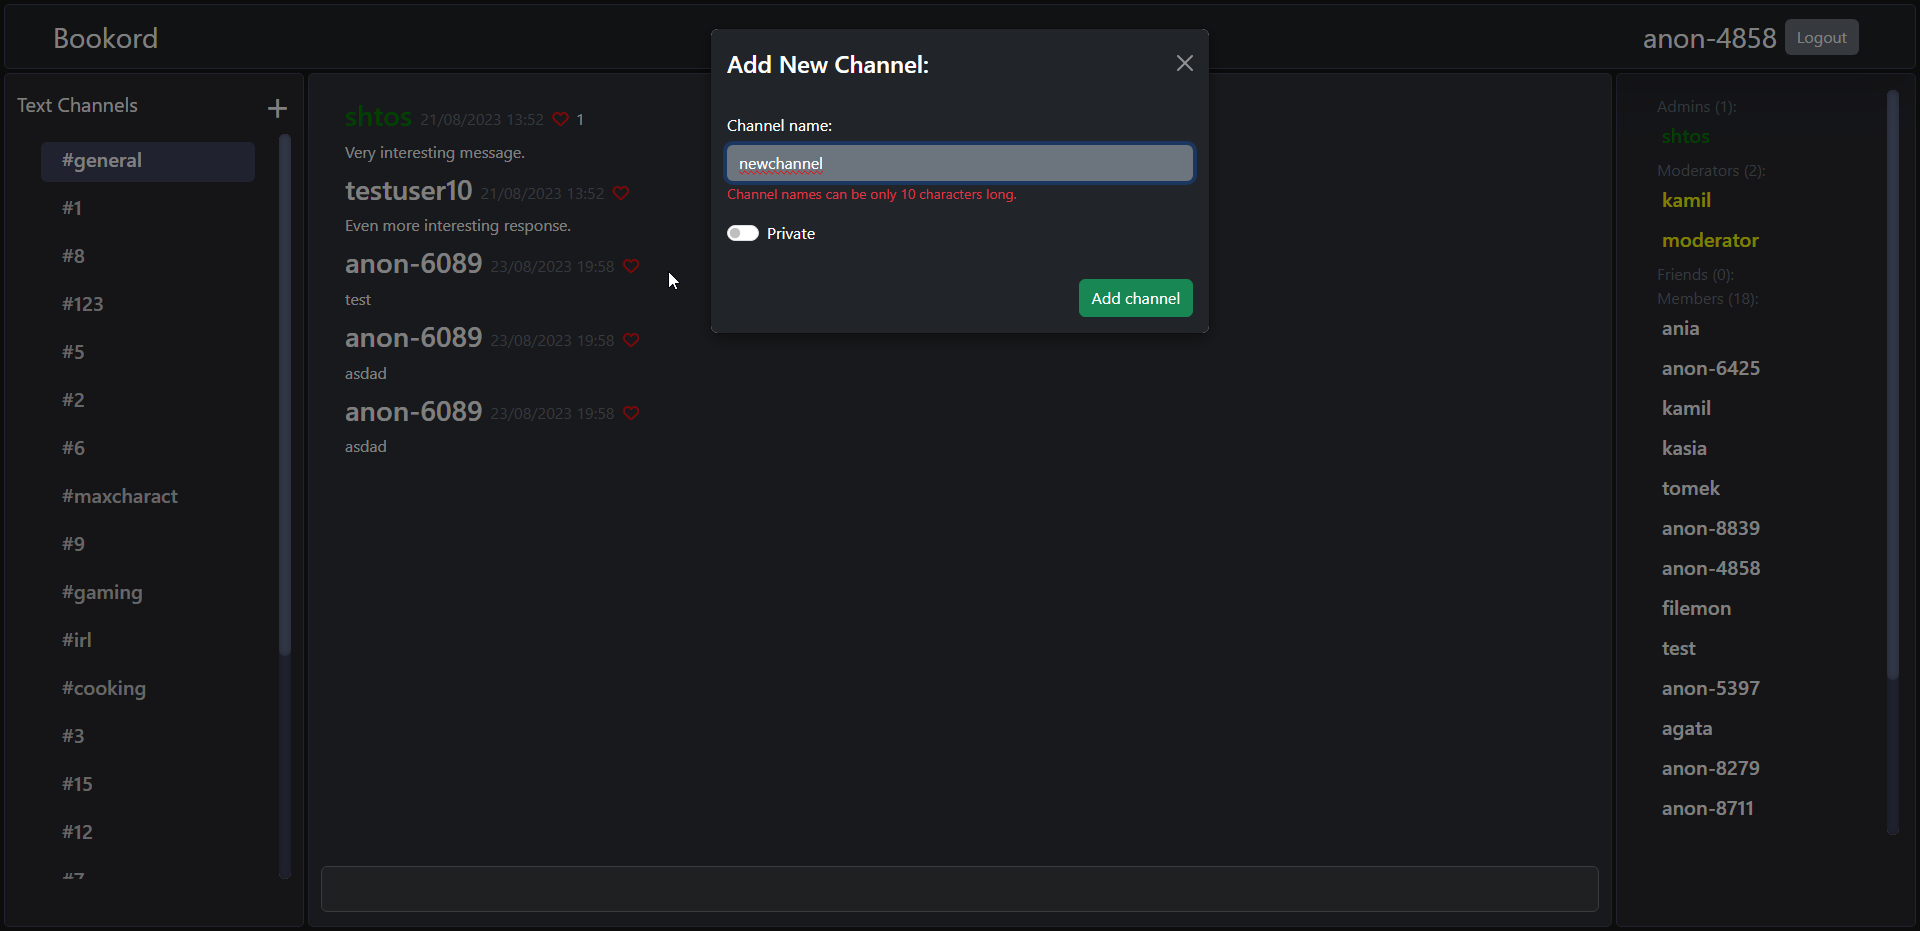 Bookord
anon-4858 Logout
Text Channels
#general
#1
#8
#123
#5
#2
#6
#maxcharact
#9
#gaming
#irl
#cooking
#3
#15
#12
#7
shtos 21/08/2023 13:52 1
Very interesting message.
testuser10 21/08/2023 13:52
Even more interesting response.
anon-6089 23/08/2023 19:58
test
anon-6089 23/08/2023 19:58
asdad
anon-6089 23/08/2023 19:58
asdad
Add New Channel:
Channel name:
newchannel
Channel names can be only 10 characters long.
Private
Add channel
Admins (1):
shtos
Moderators (2):
kamil
moderator
Friends (0):
Members (18):
ania
anon-6425
kamil
kasia
tomek
anon-8839
anon-4858
filemon
test
anon-5397
agata
anon-8279
anon-8711